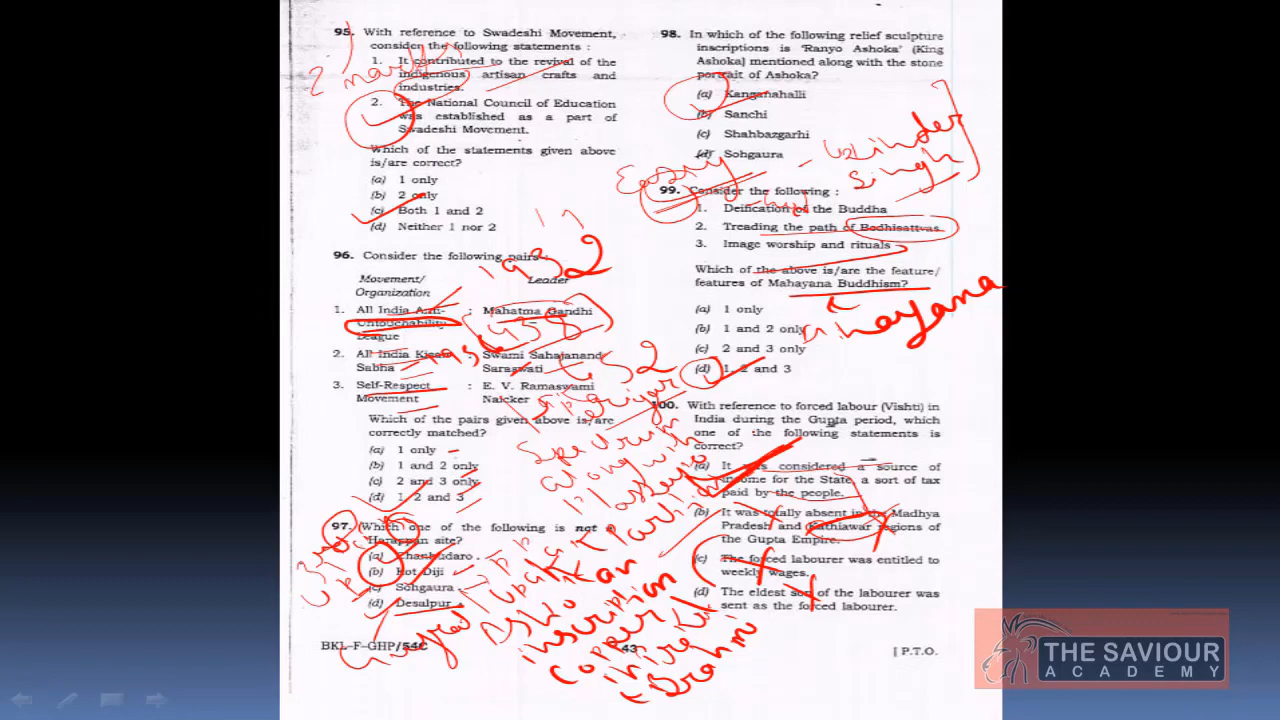 95. With reference to Swadeshi Movement,
consider the following statements :
1. It contributed to the revival of the
indigenous artisan crafts and
industries.
2. The National Council of Education
was established as a part of
Swadeshi Movement.
Which of the statements given above
is/are correct?
(a) 1 only
(b) 2 only
(c) Both 1 and 2
(d) Neither 1 nor 2
96. Consider the following pairs :
Movement/ Leader
Organization
1. All India Anti- : Mahatma Gandhi
Untouchability
League
2. All India Kisan : Swami Sahajanand
Sabha Saraswati
3. Self-Respect : E. V. Ramaswami
Movement Naicker
Which of the pairs given above is/are
correctly matched?
(a) 1 only
(b) 1 and 2 only
(c) 2 and 3 only
(d) 1, 2 and 3
97. Which one of the following is not a
Harappan site?
(a) Chanhudaro
(b) Kot Diji
(c) Sohgaura
(d) Desalpur
BKL-F-GHP/54C
43
98. In which of the following relief sculpture
inscriptions is 'Ranyo Ashoka' (King
Ashoka) mentioned along with the stone
portrait of Ashoka?
(a) Kanganahalli
(b) Sanchi
(c) Shahbazgarhi
(d) Sohgaura
99. Consider the following :
1. Deification of the Buddha
2. Treading the path of Bodhisattvas
3. Image worship and rituals
Which of the above is/are the feature/
features of Mahayana Buddhism?
(a) 1 only
(b) 1 and 2 only
(c) 2 and 3 only
(d) 1, 2 and 3
100. With reference to forced labour (Vishti) in
India during the Gupta period, which
one of the following statements is
correct?
(a) It was considered a source of
income for the State, a sort of tax
paid by the people.
(b) It was totally absent in the Madhya
Pradesh and Kathiawar regions of
the Gupta Empire.
(c) The forced labourer was entitled to
weekly wages.
(d) The eldest son of the labourer was
sent as the forced labourer.
[ P.T.O.
2 marks
1932
1936
Periyar
Spectrum
along with
Easy
Singh
inscription
copper
Brahmi
THE SAVIOUR
ACADEMY